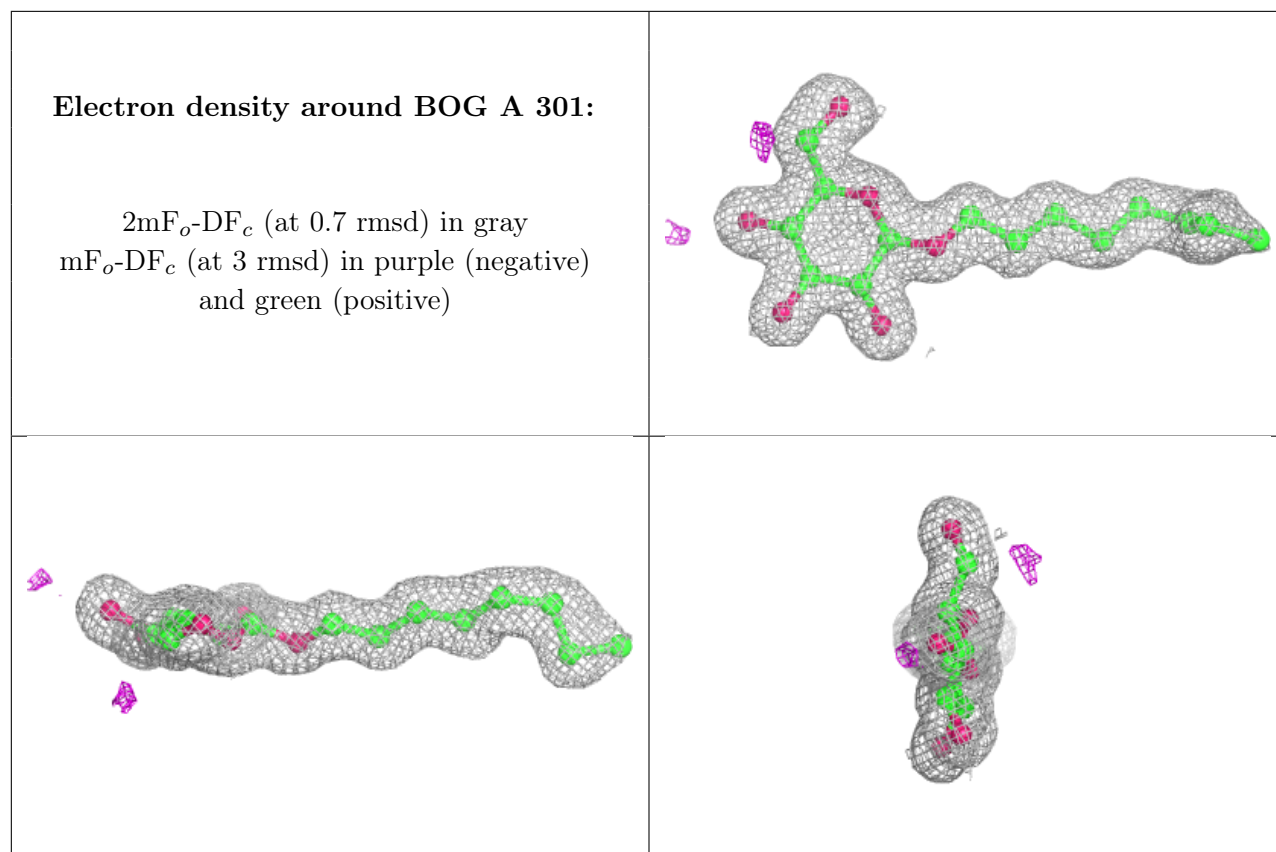 Electron density around BOG A 301:
2mFₒ-DF𝒸 (at 0.7 rmsd) in gray
mFₒ-DF𝒸 (at 3 rmsd) in purple (negative)
and green (positive)